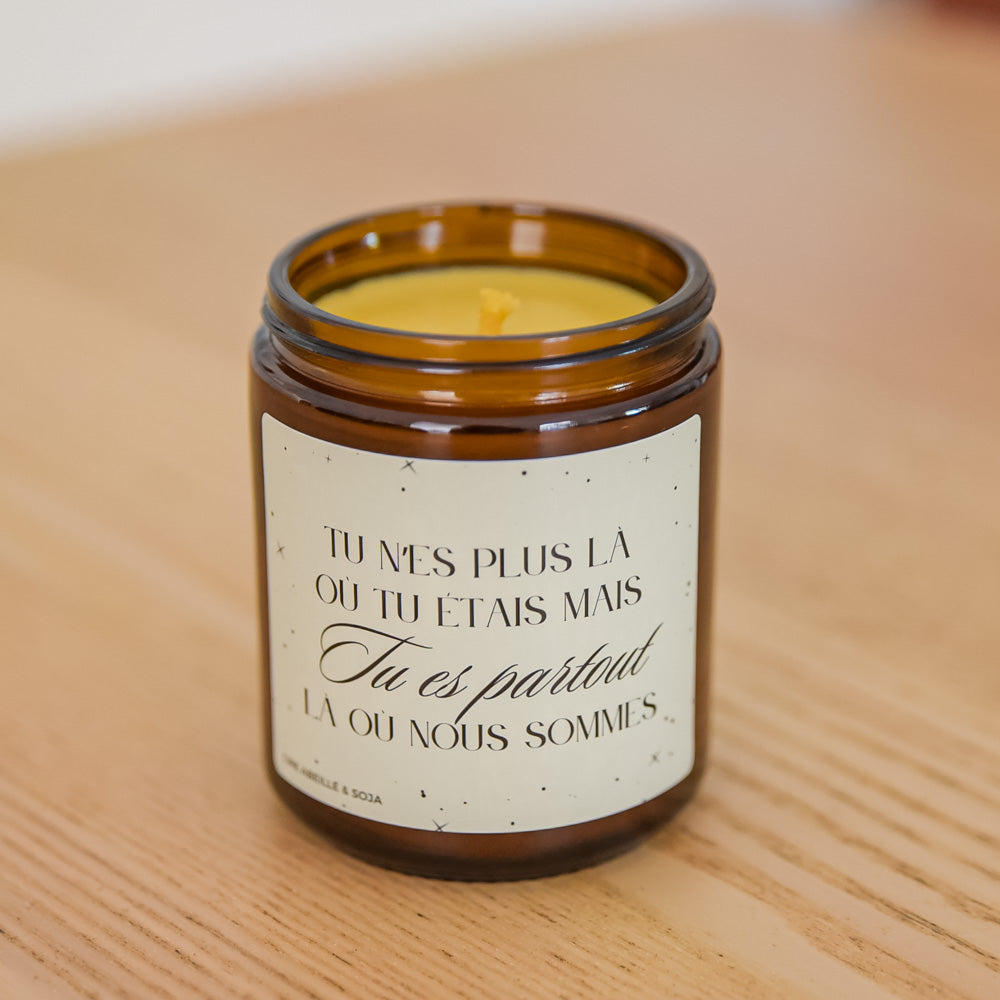 TU N'ES PLUS LÀ
OÙ TU ÉTAIS MAIS
Tu es partout
LÀ OÙ NOUS SOMMES
CIRE ABEILLE & SOJA